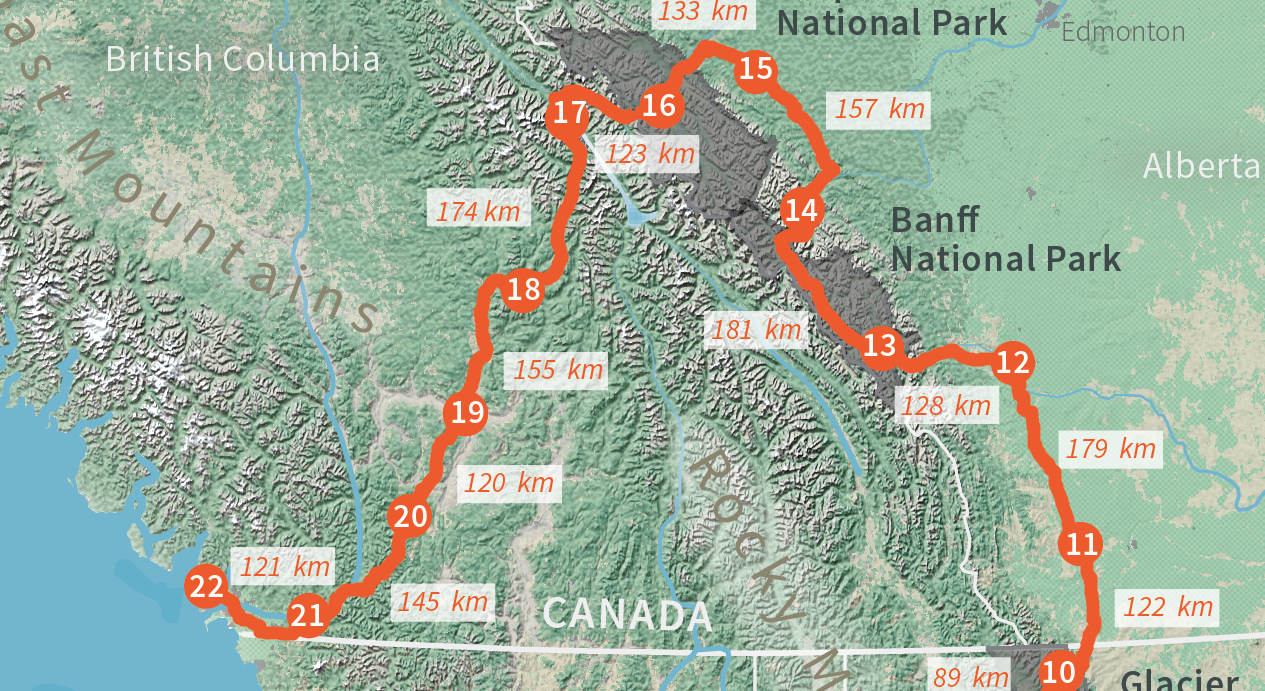 133 km
National Park
Edmonton
British Columbia
15
157 km
16
17
123 km
Alberta
Mountains
174 km
14
Banff
National Park
18
181 km
13
12
155 km
128 km
19
179 km
120 km
Rocky
20
11
121 km
22
145 km
21
CANADA
122 km
M
10
89 km
Glacier